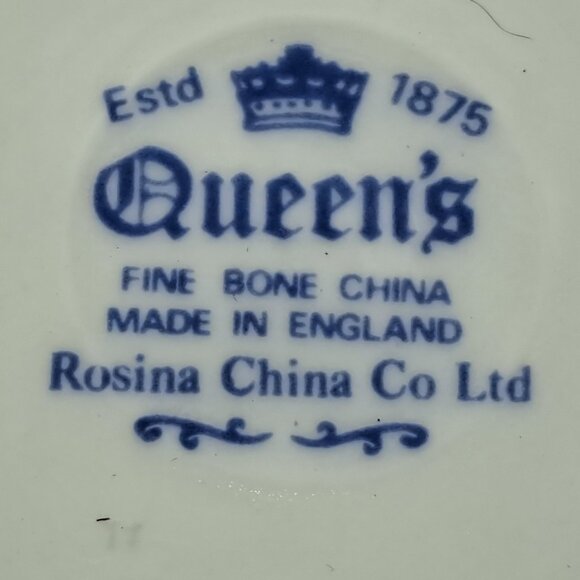 Estd 1875
Queen's
FINE BONE CHINA
MADE IN ENGLAND
Rosina China Co Ltd